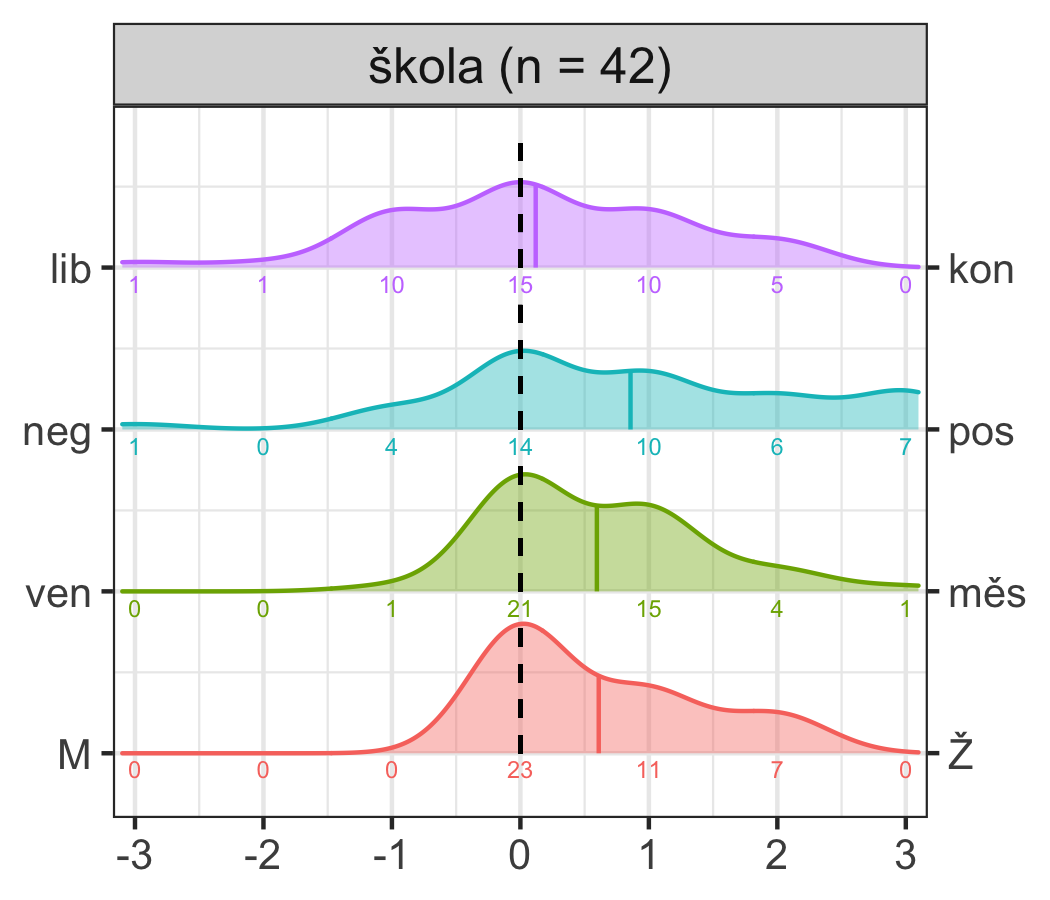 škola (n = 42)
lib kon
1 1 10 15 10 5 0
neg pos
1 0 4 14 10 6 7
ven měs
0 0 1 21 15 4 1
M Ž
0 0 0 23 11 7 0
-3 -2 -1 0 1 2 3